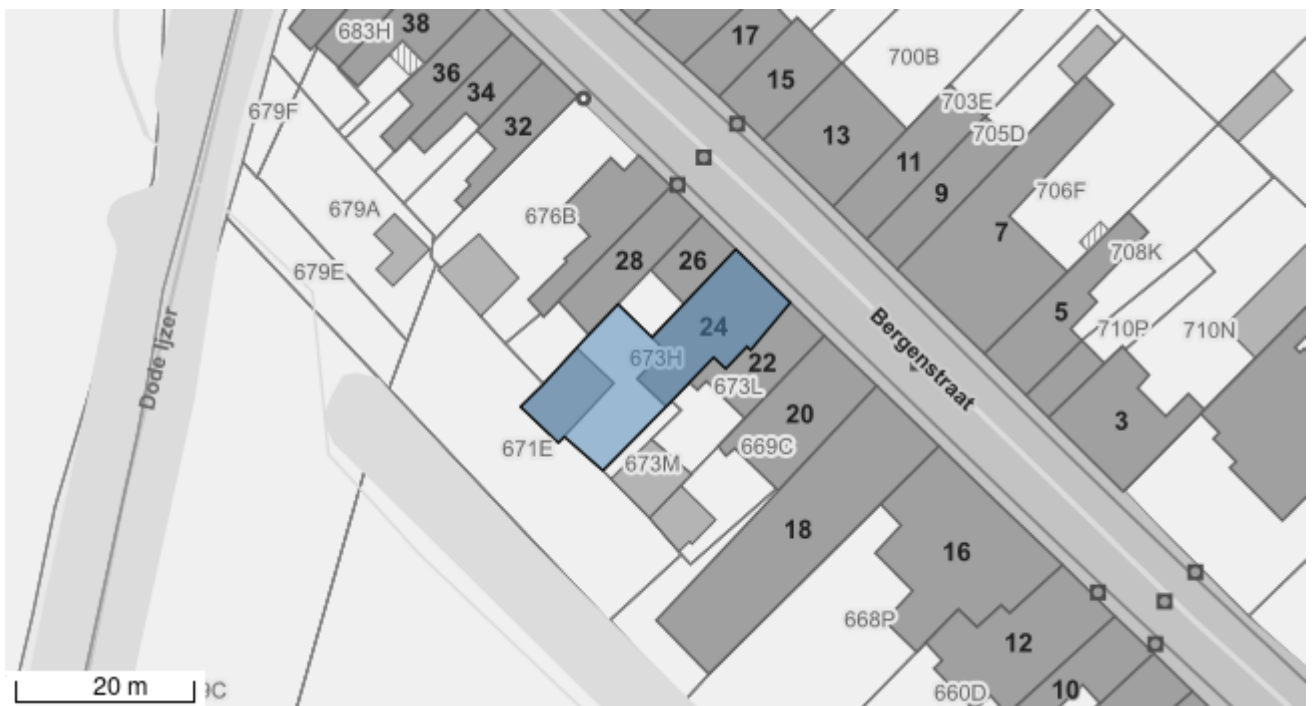 38
683H
17
700B
36
15
34
703E
679F
32
13
705D
11
9
706F
679A
676B
7
708K
28
26
679E
5
24
Bergenstraat
710P
710N
Dode Ijzer
673H
22
673L
20
3
671E
673M
669C
18
16
668P
12
20 m
9C
660D
10